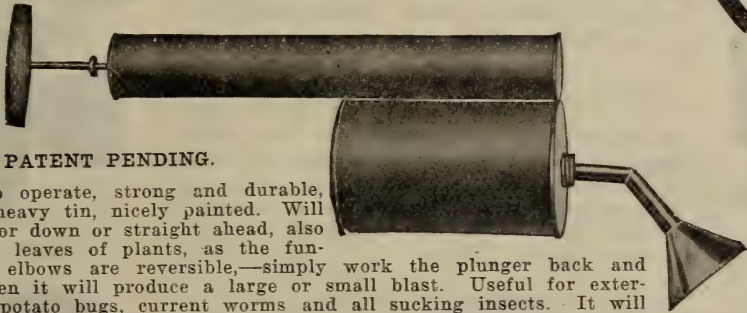 PATENT PENDING.
operate, strong and durable,
heavy tin, nicely painted. Will
or down or straight ahead, also
leaves of plants, as the fun-
elbows are reversible,—simply work the plunger back and
en it will produce a large or small blast. Useful for exter-
potato bugs, current worms and all sucking insects. It will